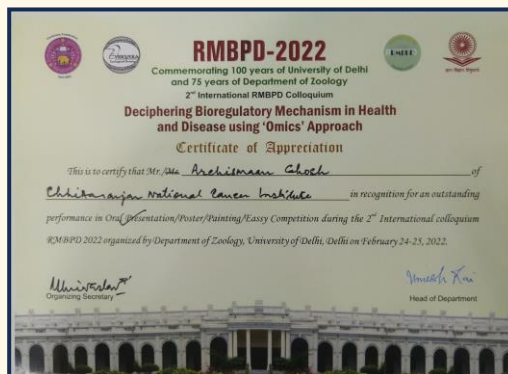 RMBPD-2022
Commemorating 100 years of University of Delhi
and 75 years of Department of Zoology
2nd International RMBPD Colloquium
Deciphering Bioregulatory Mechanism in Health
and Disease using 'Omics' Approach
Certificate of Appreciation
This is to certify that Mr./Ms. Archismaan Ghosh of
Chittaranjan National Cancer Institute in recognition for an outstanding
performance in Oral Presentation/Poster/Painting/Eassy Competition during the 2nd International colloquium
RMBPD 2022 organized by Department of Zoology, University of Delhi, Delhi on February 24-25, 2022.
Umesh Rai
Organizing Secretary
Head of Department